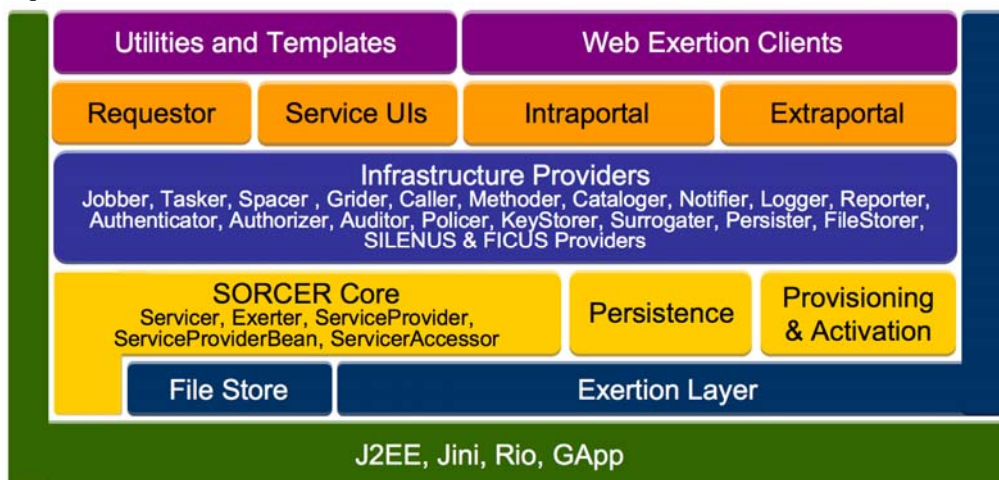 Utilities and Templates
Web Exertion Clients
Requestor
Service UIs
Intraportal
Extraportal
Infrastructure Providers
Jobber, Tasker, Spacer , Grider, Caller, Methoder, Cataloger, Notifier, Logger, Reporter,
Authenticator, Authorizer, Auditor, Policer, KeyStorer, Surrogater, Persister, FileStorer,
SILENUS & FICUS Providers
SORCER Core
Servicer, Exerter, ServiceProvider,
ServiceProviderBean, ServicerAccessor
Persistence
Provisioning
& Activation
File Store
Exertion Layer
J2EE, Jini, Rio, GApp